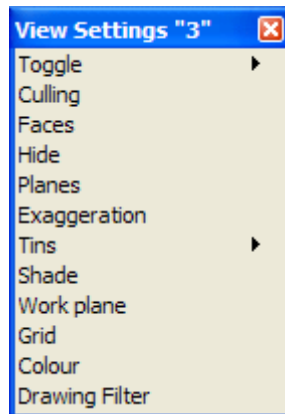 View Settings "3"
Toggle
Culling
Faces
Hide
Planes
Exaggeration
Tins
Shade
Work plane
Grid
Colour
Drawing Filter